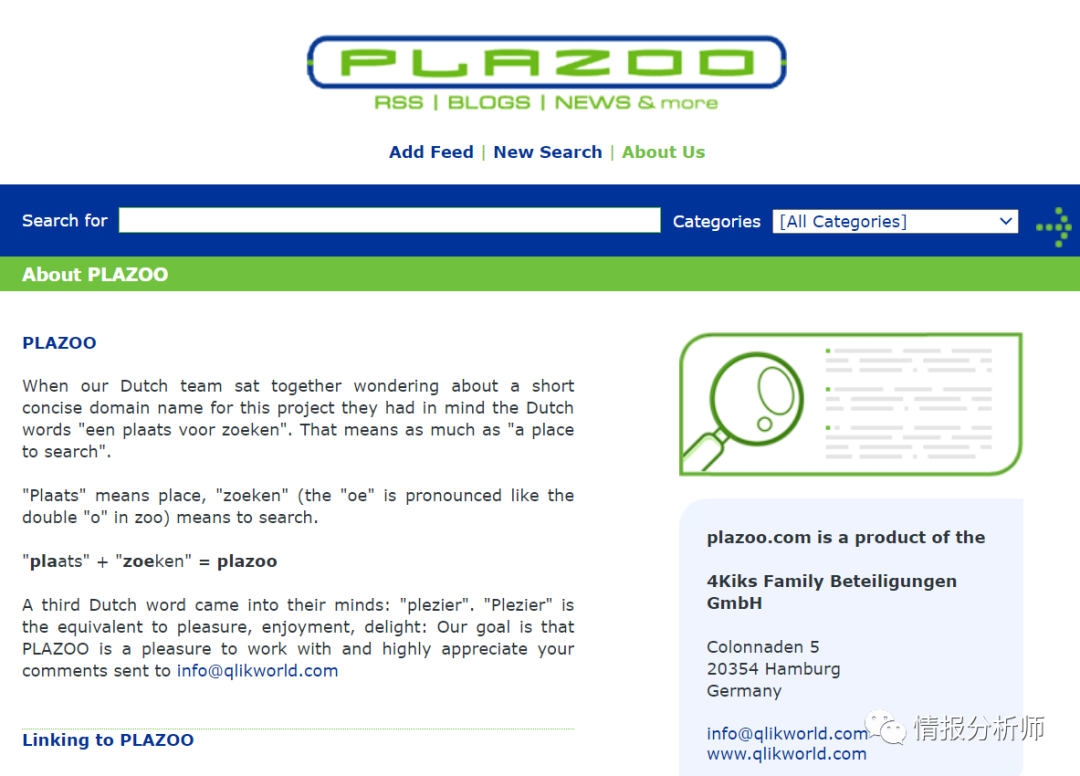 PLAZOO
RSS | BLOGS | NEWS & more
Add Feed | New Search | About Us
Search for
Categories [All Categories]
About PLAZOO
PLAZOO
When our Dutch team sat together wondering about a short
concise domain name for this project they had in mind the Dutch
words "een plaats voor zoeken". That means as much as "a place
to search".
"Plaats" means place, "zoeken" (the "oe" is pronounced like the
double "o" in zoo) means to search.
"plaats" + "zoeken" = plazoo
A third Dutch word came into their minds: "plezier". "Plezier" is
the equivalent to pleasure, enjoyment, delight: Our goal is that
PLAZOO is a pleasure to work with and highly appreciate your
comments sent to info@qlikworld.com
Linking to PLAZOO
plazoo.com is a product of the
4Kiks Family Beteiligungen
GmbH
Colonnaden 5
20354 Hamburg
Germany
info@qlikworld.com
www.qlikworld.com
情报分析师